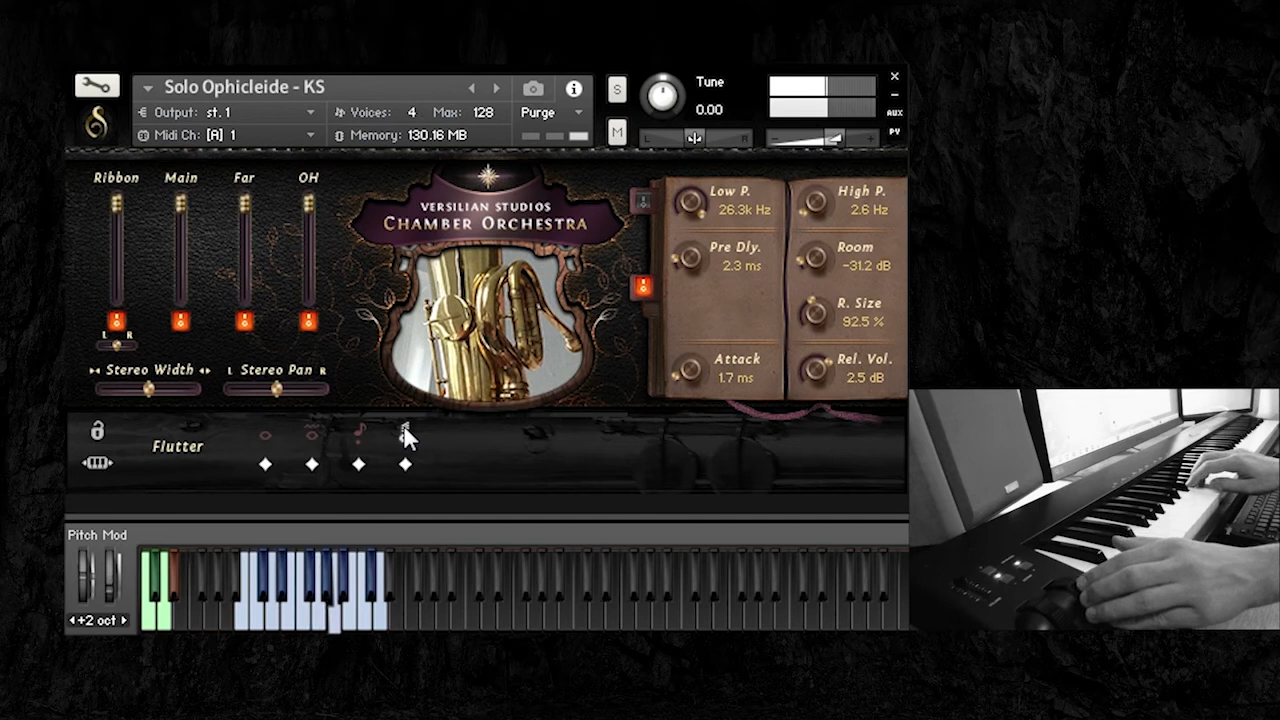 Solo Ophicleide - KS
S
Tune
0.00
Output: st. 1
Voices: 4 Max: 128
Purge
Midi Ch: [A] 1
Memory: 130.16 MB
M
L R
- +
AUX
PV
Ribbon Main Far OH
L R
Stereo Width
L Stereo Pan R
VERSILIAN STUDIOS
CHAMBER ORCHESTRA
Low P.
26.3k Hz
High P.
2.6 Hz
Pre Dly.
2.3 ms
Room
-31.2 dB
R. Size
92.5 %
Attack
1.7 ms
Rel. Vol.
2.5 dB
Flutter
Pitch Mod
+2 oct